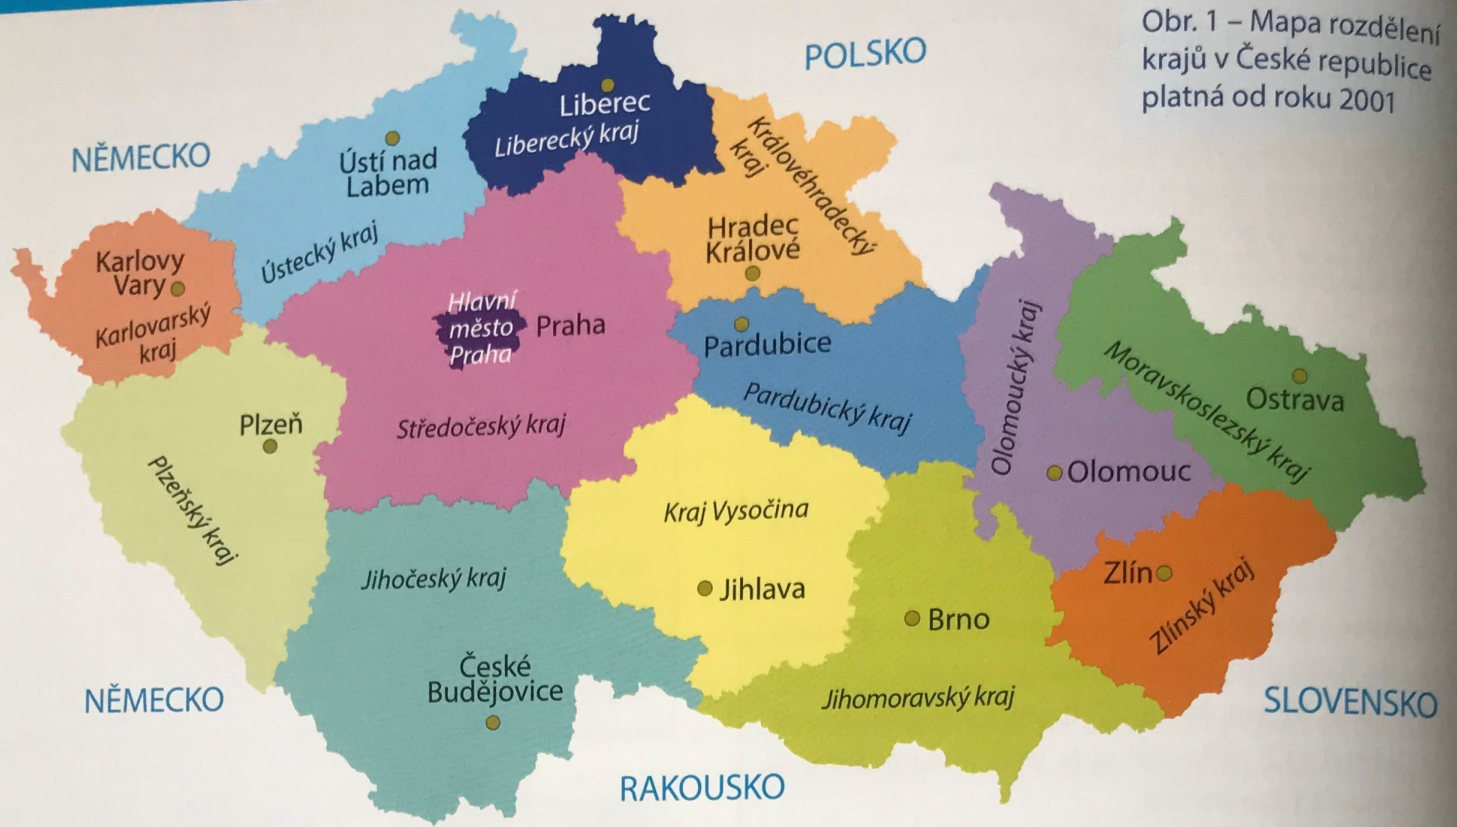 Obr. 1 – Mapa rozdělení
krajů v České republice
platná od roku 2001
POLSKO
NĚMECKO
Liberec
Liberecký kraj
Ústí nad
Labem
Ústecký kraj
Královéhradecký
kraj
Hradec
Králové
Karlovy
Vary
Karlovarský
kraj
Hlavní
město
Praha
Praha
Středočeský kraj
Pardubice
Pardubický kraj
Olomoucký kraj
Olomouc
Moravskoslezský kraj
Ostrava
Plzeň
Plzeňský kraj
Kraj Vysočina
Jihlava
Jihočeský kraj
České
Budějovice
Brno
Jihomoravský kraj
Zlín
Zlínský kraj
NĚMECKO
RAKOUSKO
SLOVENSKO